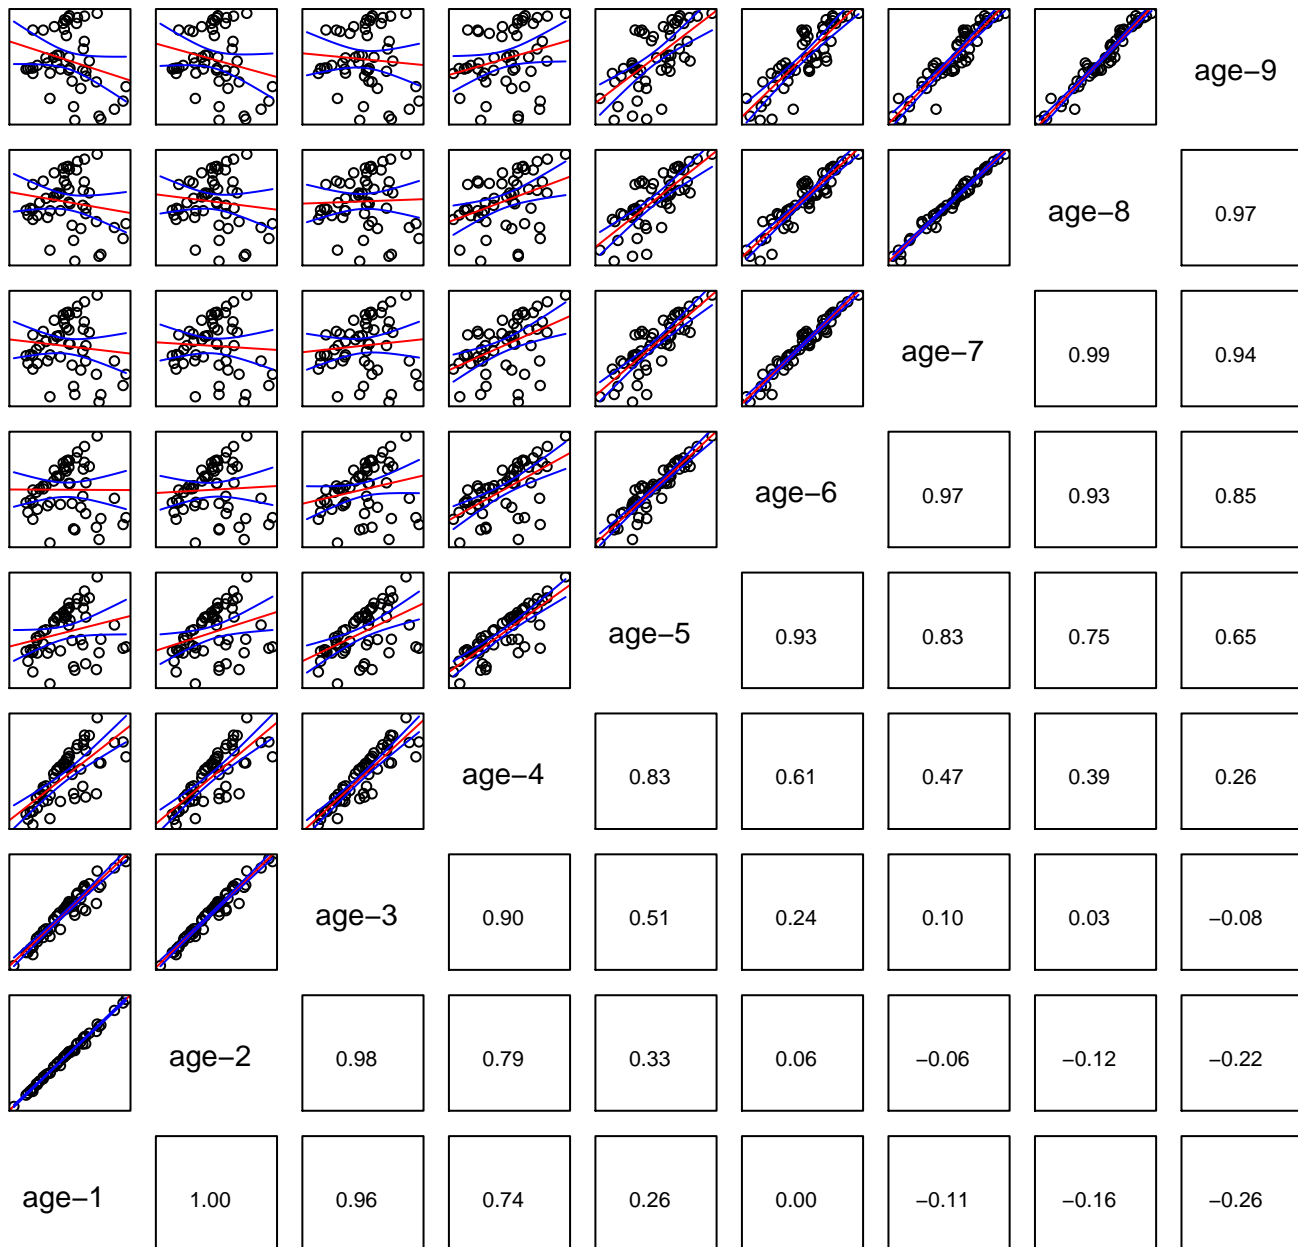 age−9
age−8 0.97
age−7 0.99 0.94
age−6 0.97 0.93 0.85
age−5 0.93 0.83 0.75 0.65
age−4 0.83 0.61 0.47 0.39 0.26
age−3 0.90 0.51 0.24 0.10 0.03 −0.08
age−2 0.98 0.79 0.33 0.06 −0.06 −0.12 −0.22
age−1 1.00 0.96 0.74 0.26 0.00 −0.11 −0.16 −0.26